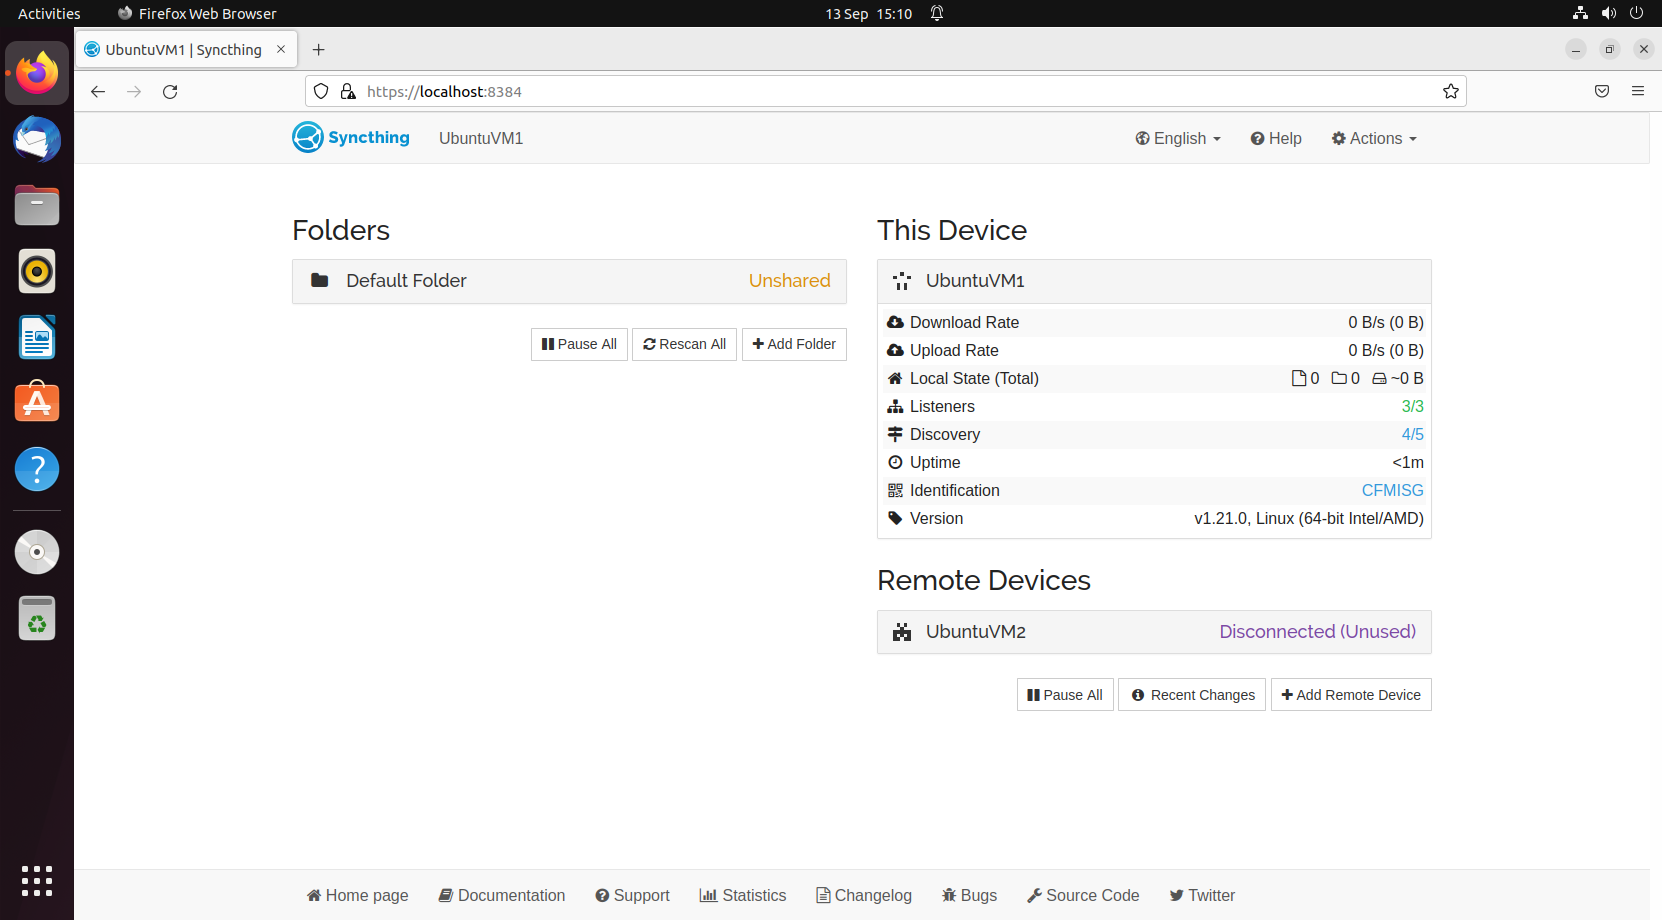 Activities
Firefox Web Browser
13 Sep 15:10
UbuntuVM1 | Syncthing
https://localhost:8384
Syncthing
UbuntuVM1
English
Help
Actions
Folders
Default Folder
Unshared
Pause All
Rescan All
Add Folder
This Device
UbuntuVM1
Download Rate 0 B/s (0 B)
Upload Rate 0 B/s (0 B)
Local State (Total) 0 0 ~0 B
Listeners 3/3
Discovery 4/5
Uptime <1m
Identification CFMISG
Version v1.21.0, Linux (64-bit Intel/AMD)
Remote Devices
UbuntuVM2 Disconnected (Unused)
Pause All
Recent Changes
Add Remote Device
Home page
Documentation
Support
Statistics
Changelog
Bugs
Source Code
Twitter